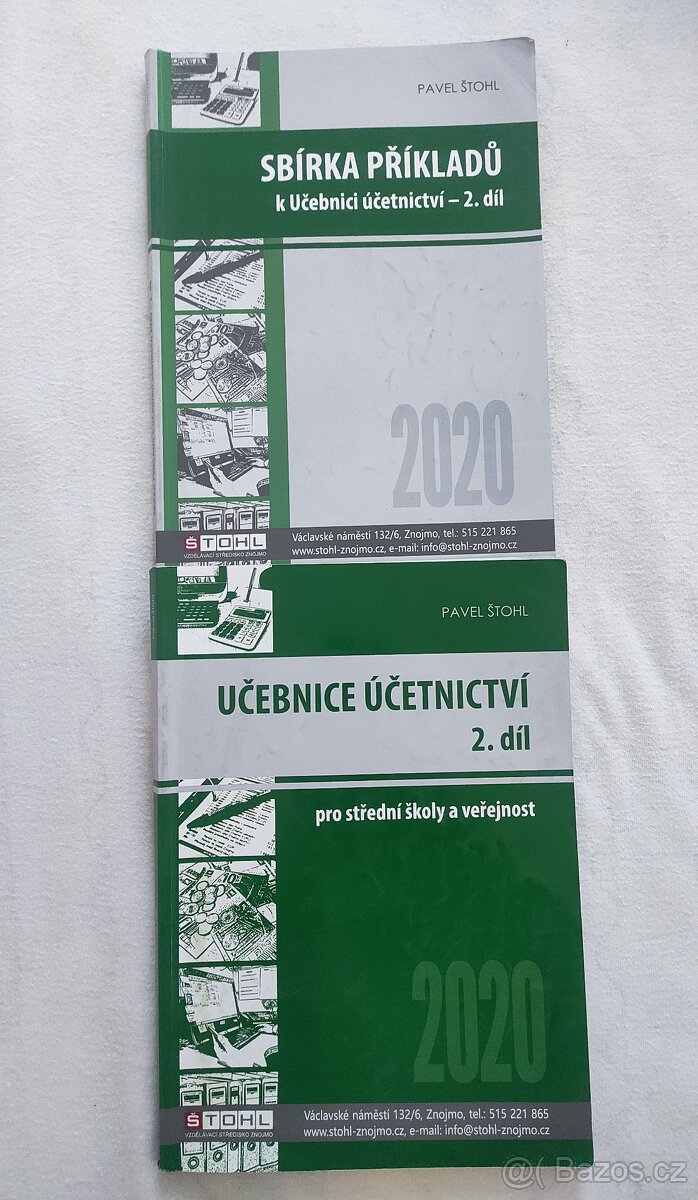 PAVEL ŠTOHL
SBÍRKA PŘÍKLADŮ
k Učebnici účetnictví – 2. díl
2020
ŠTOHL
VZDĚLÁVACÍ STŘEDISKO ZNOJMO
Václavské náměstí 132/6, Znojmo, tel.: 515 221 865
www.stohl-znojmo.cz, e-mail: info@stohl-znojmo.cz
PAVEL ŠTOHL
UČEBNICE ÚČETNICTVÍ
2. díl
pro střední školy a veřejnost
2020
ŠTOHL
VZDĚLÁVACÍ STŘEDISKO ZNOJMO
Václavské náměstí 132/6, Znojmo, tel.: 515 221 865
www.stohl-znojmo.cz, e-mail: info@stohl-znojmo.cz
@( Bazos.cz